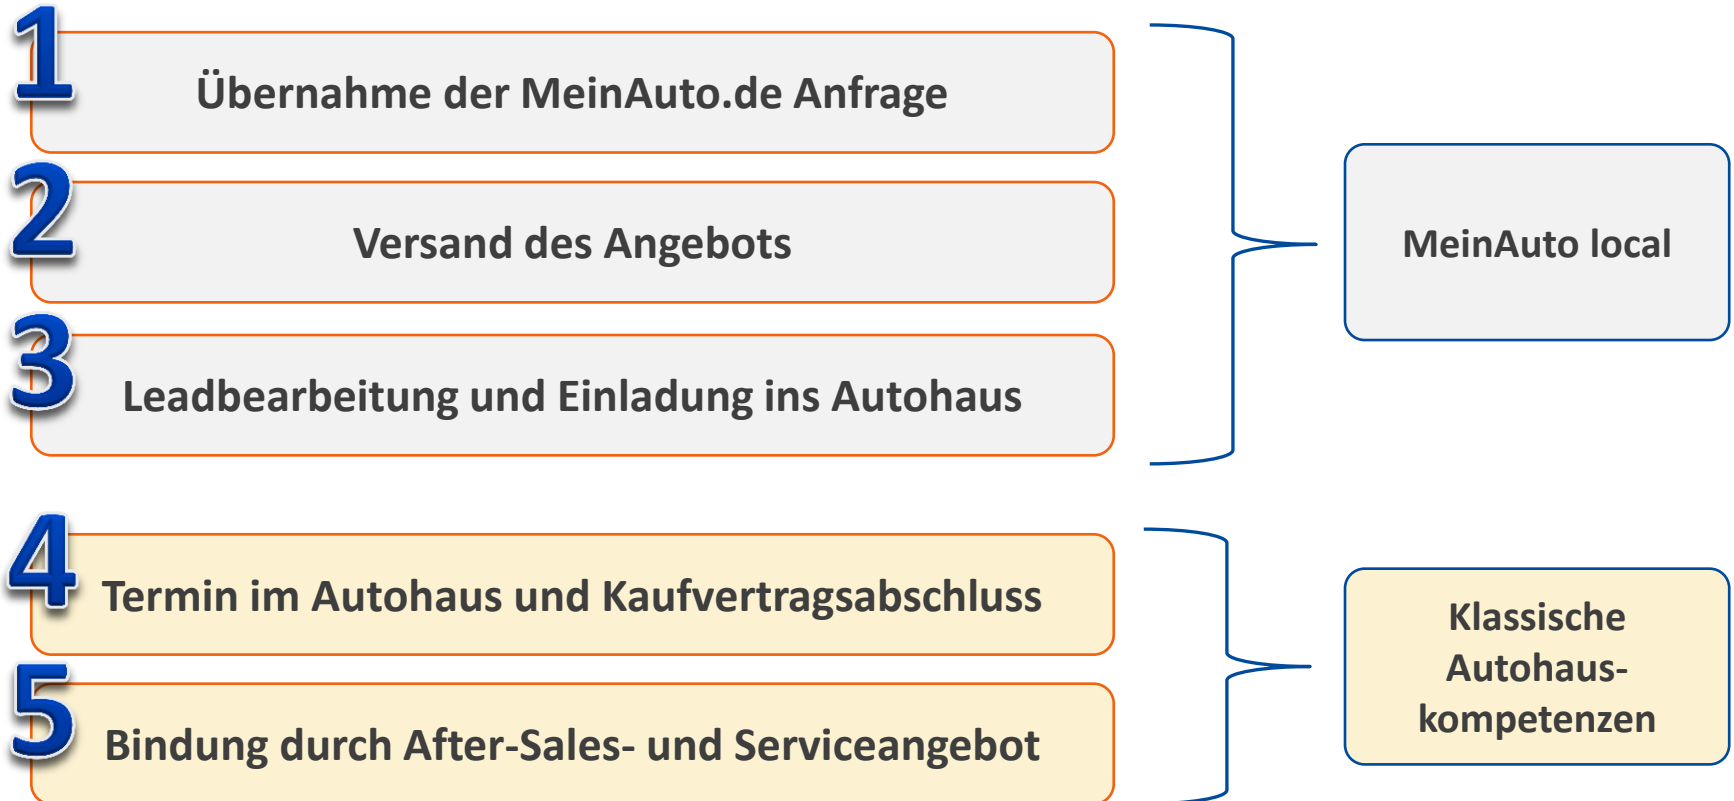 1
Übernahme der MeinAuto.de Anfrage
2
Versand des Angebots
3
Leadbearbeitung und Einladung ins Autohaus
MeinAuto local
4
Termin im Autohaus und Kaufvertragsabschluss
5
Bindung durch After-Sales- und Serviceangebot
Klassische
Autohaus-
kompetenzen